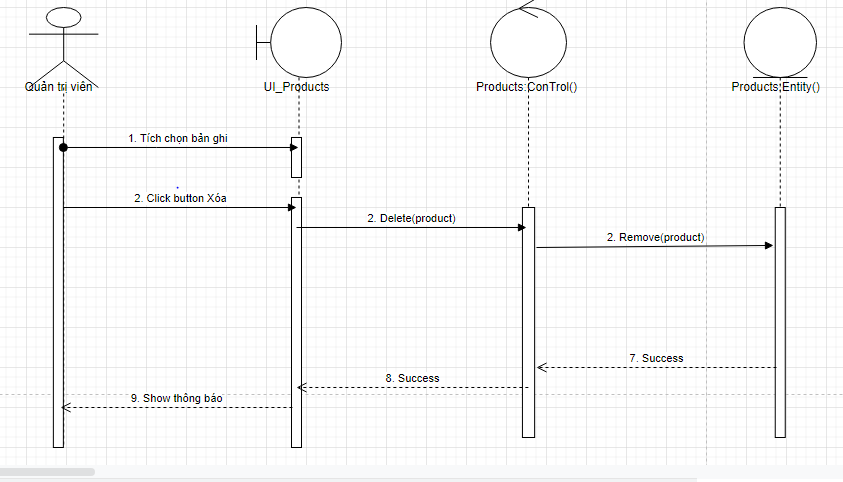 Quản trị viên
UI_Products
Products:ConTrol()
Products:Entity()
1. Tích chọn bản ghi
2. Click button Xóa
2. Delete(product)
2. Remove(product)
7. Success
8. Success
9. Show thông báo